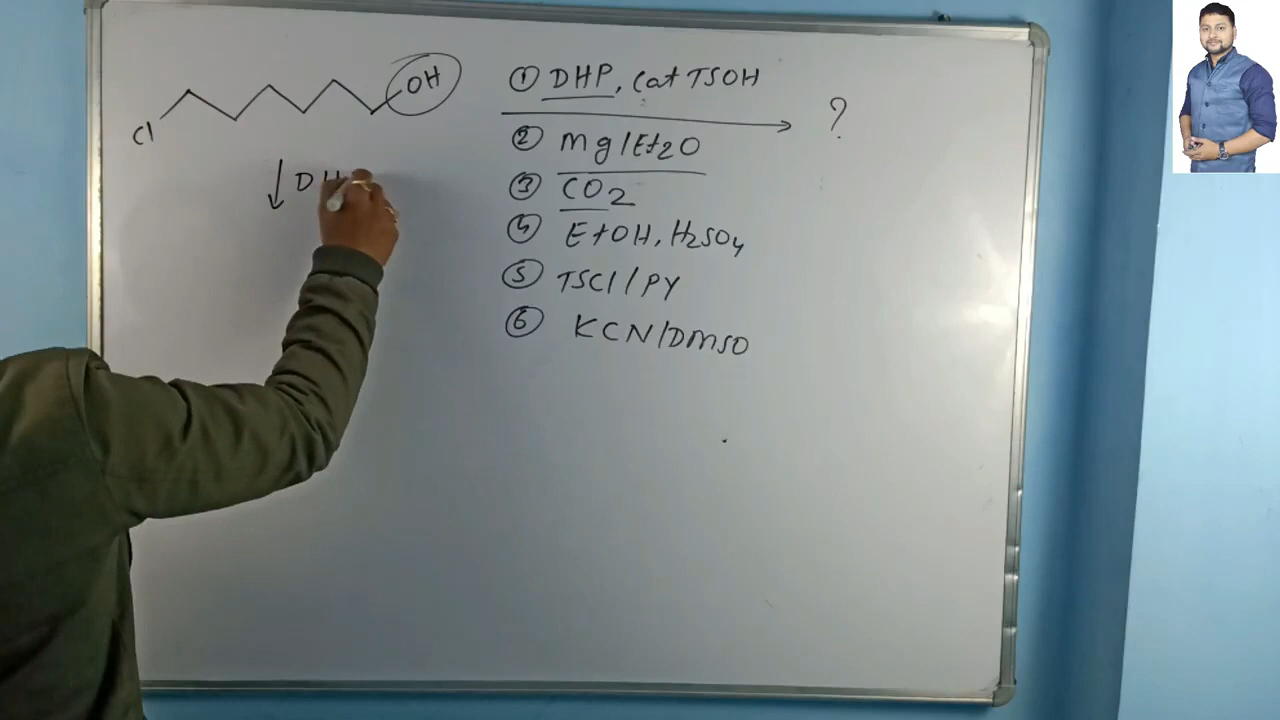 OH
Cl
① DHP, Cat TSOH
?
② Mg/Et2O
③ CO2
④ EtOH, H2SO4
⑤ TSCl/PY
⑥ KCN/DMSO
↓ DH